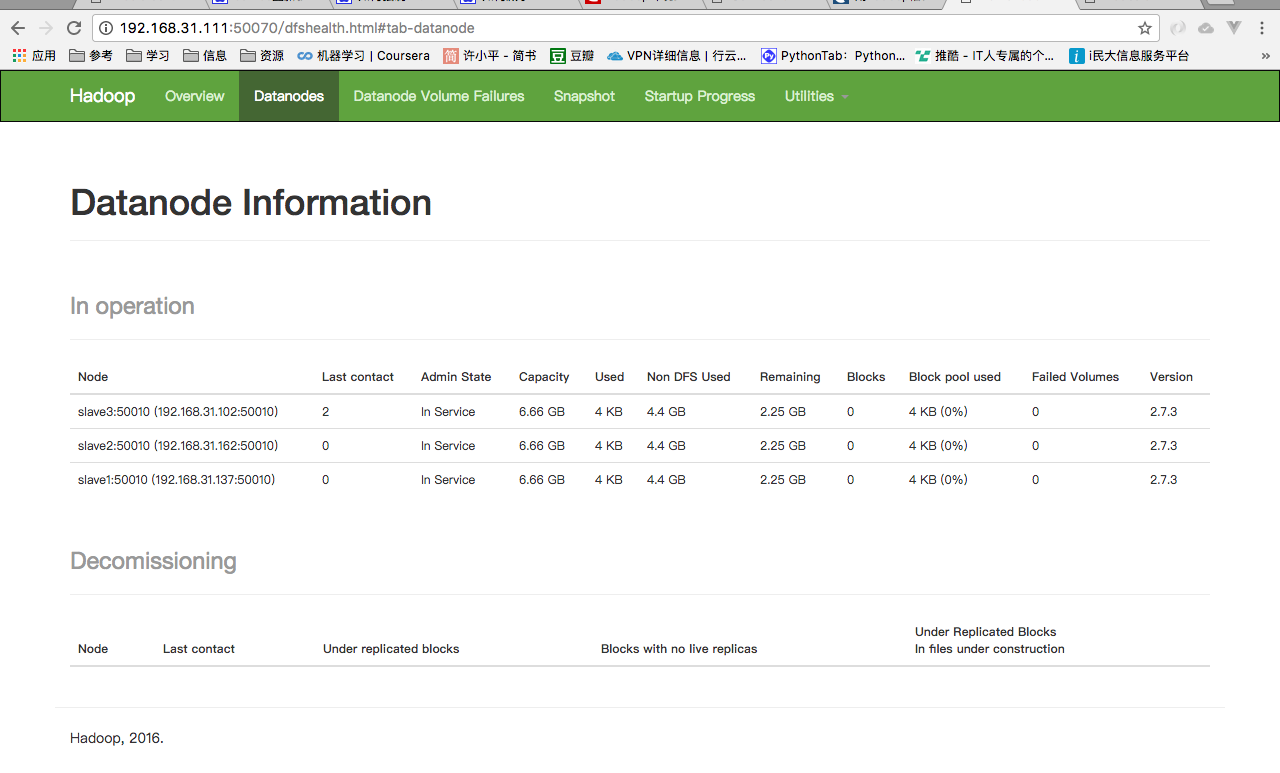 192.168.31.111:50070/dfshealth.html#tab-datanode
应用 参考 学习 信息 资源 机器学习 | Coursera 简 许小平 - 简书 豆 豆瓣 VPN详细信息 | 行云... PythonTab：Python... 推酷 - IT人专属的个... i i民大信息服务平台 »
Hadoop Overview Datanodes Datanode Volume Failures Snapshot Startup Progress Utilities
Datanode Information
In operation
Node Last contact Admin State Capacity Used Non DFS Used Remaining Blocks Block pool used Failed Volumes Version
slave3:50010 (192.168.31.102:50010) 2 In Service 6.66 GB 4 KB 4.4 GB 2.25 GB 0 4 KB (0%) 0 2.7.3
slave2:50010 (192.168.31.162:50010) 0 In Service 6.66 GB 4 KB 4.4 GB 2.25 GB 0 4 KB (0%) 0 2.7.3
slave1:50010 (192.168.31.137:50010) 0 In Service 6.66 GB 4 KB 4.4 GB 2.25 GB 0 4 KB (0%) 0 2.7.3
Decomissioning
Node Last contact Under replicated blocks Blocks with no live replicas Under Replicated Blocks
In files under construction
Hadoop, 2016.